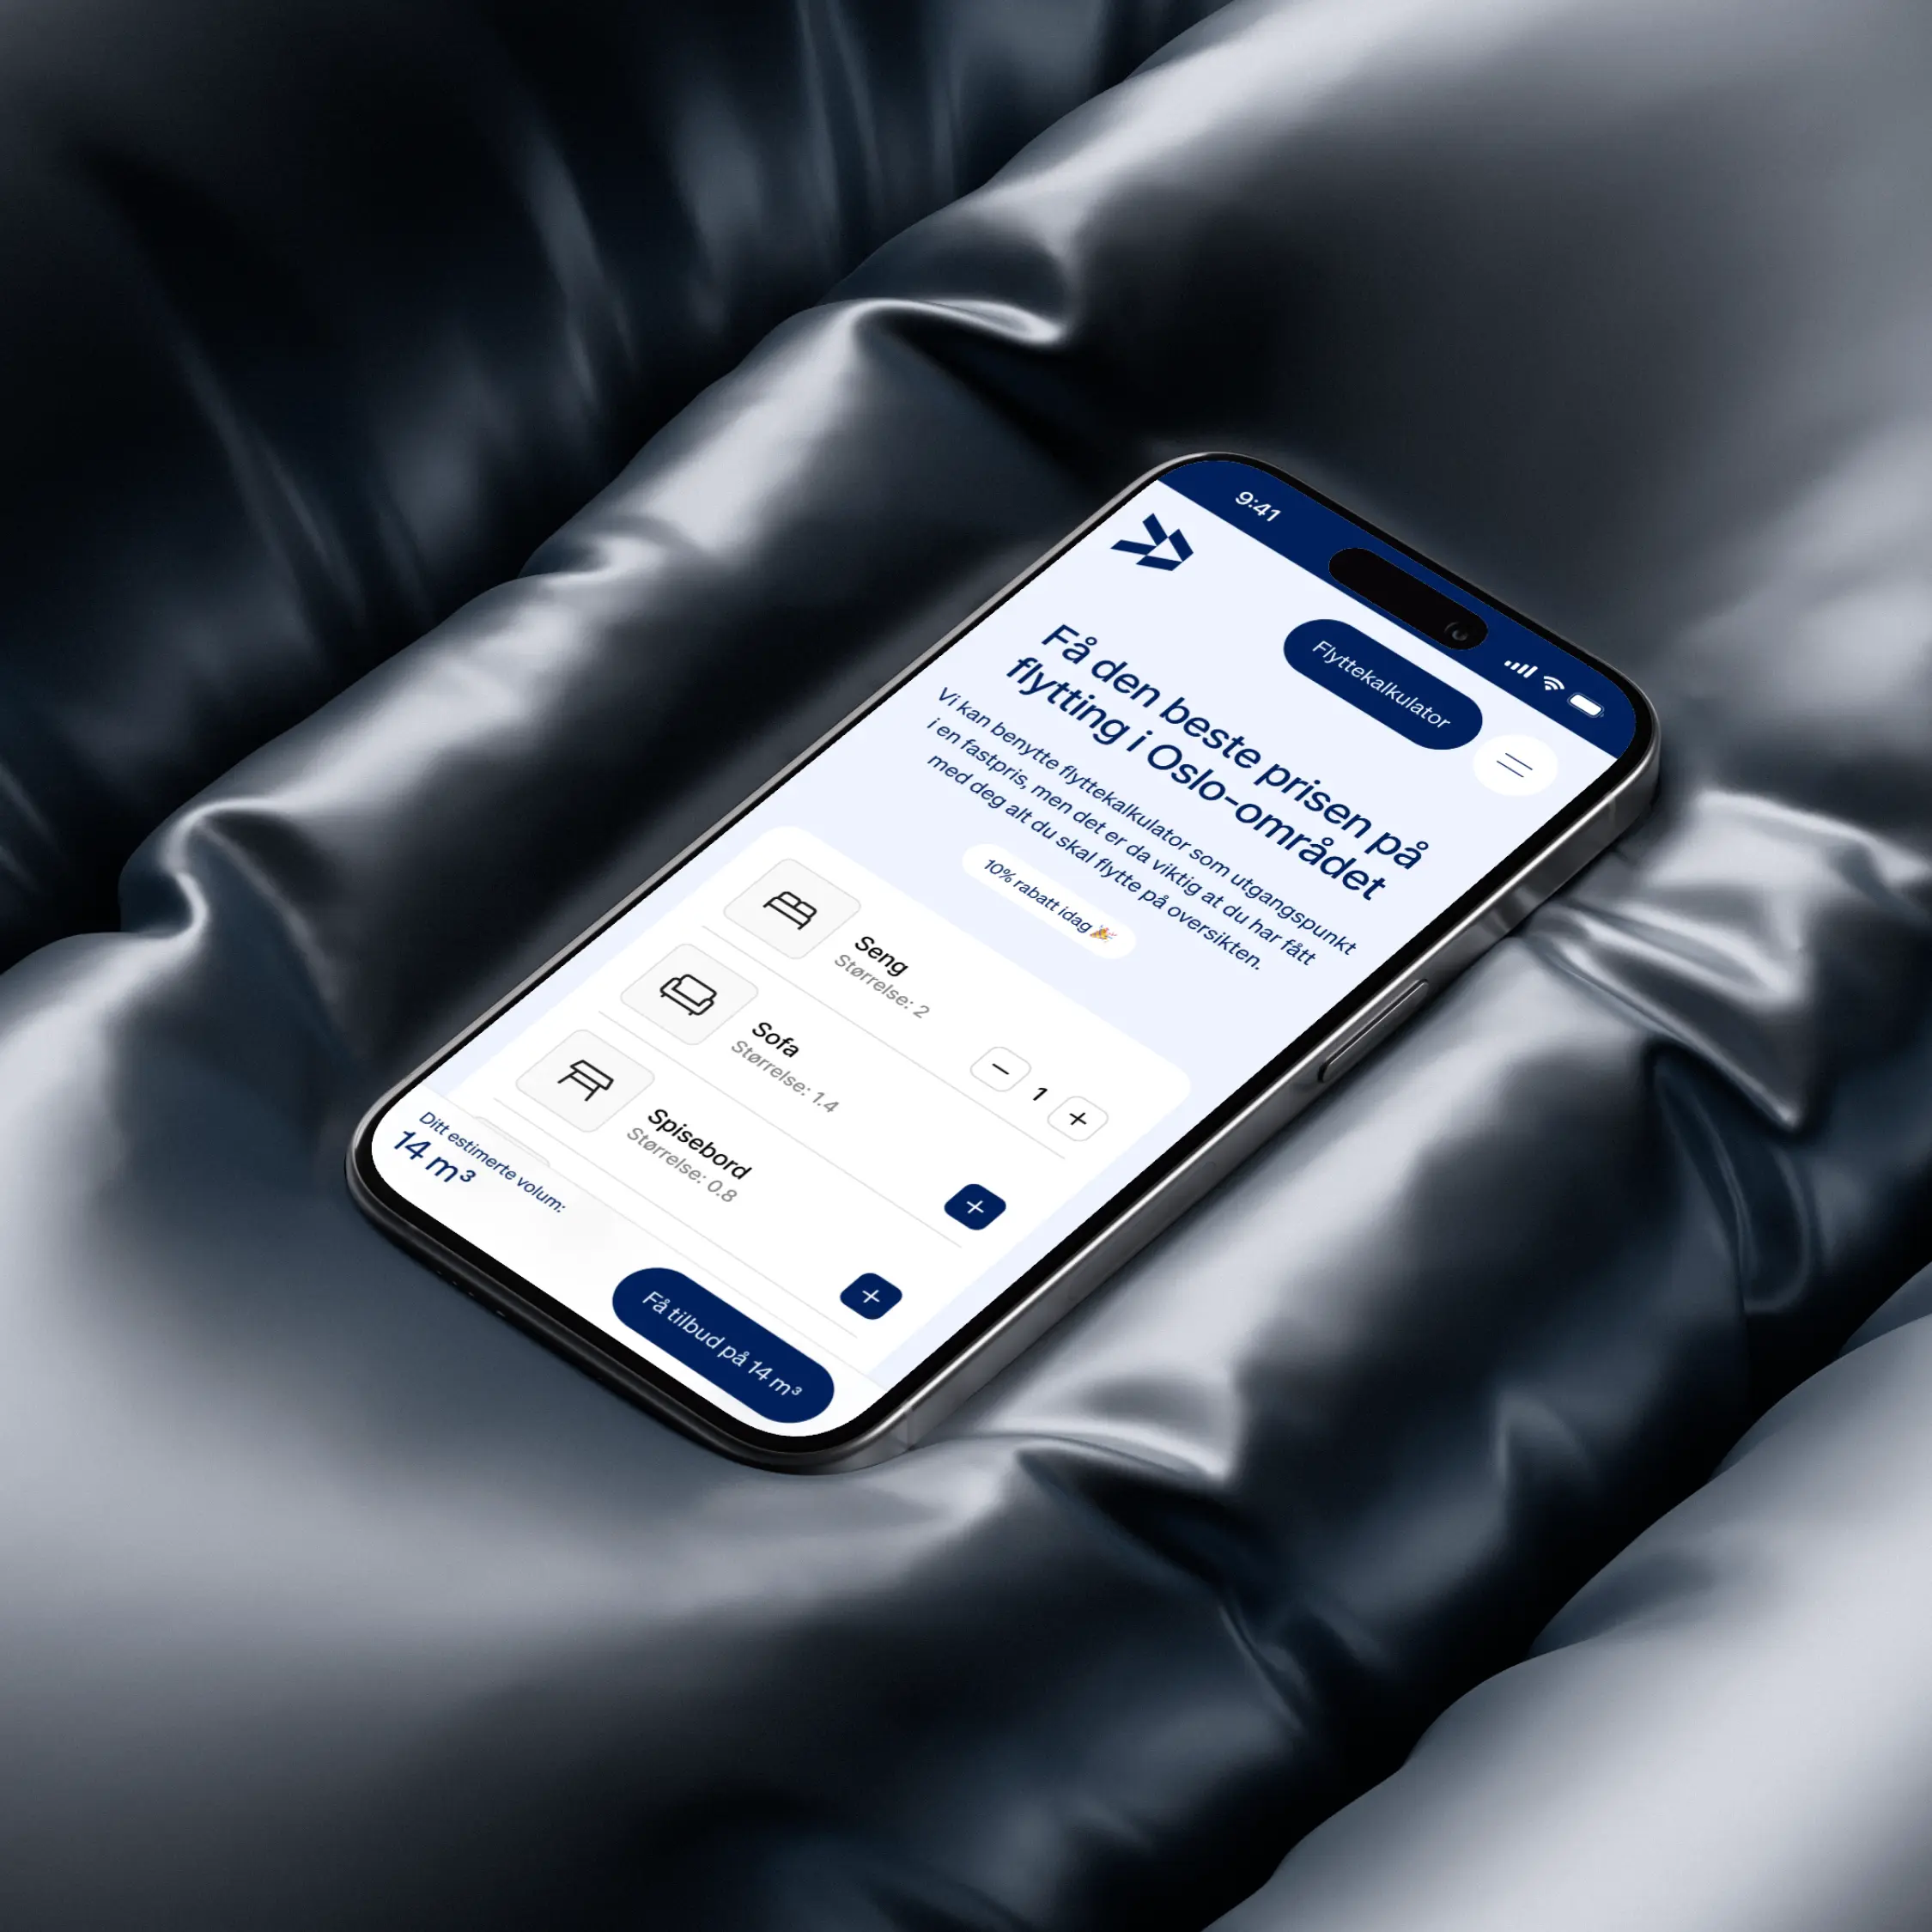 9:41
Flyttekalkulator
Få den beste prisen på
flytting i Oslo-området
Vi kan benytte flyttekalkulator som utgangspunkt
i en fastpris, men det er da viktig at du har fått
med deg alt du skal flytte på oversikten.
10% rabatt idag 🎉
Seng
Størrelse: 2
1
Sofa
Størrelse: 1.4
Spisebord
Størrelse: 0.8
Ditt estimerte volum:
14 m³
Få tilbud på 14 m³